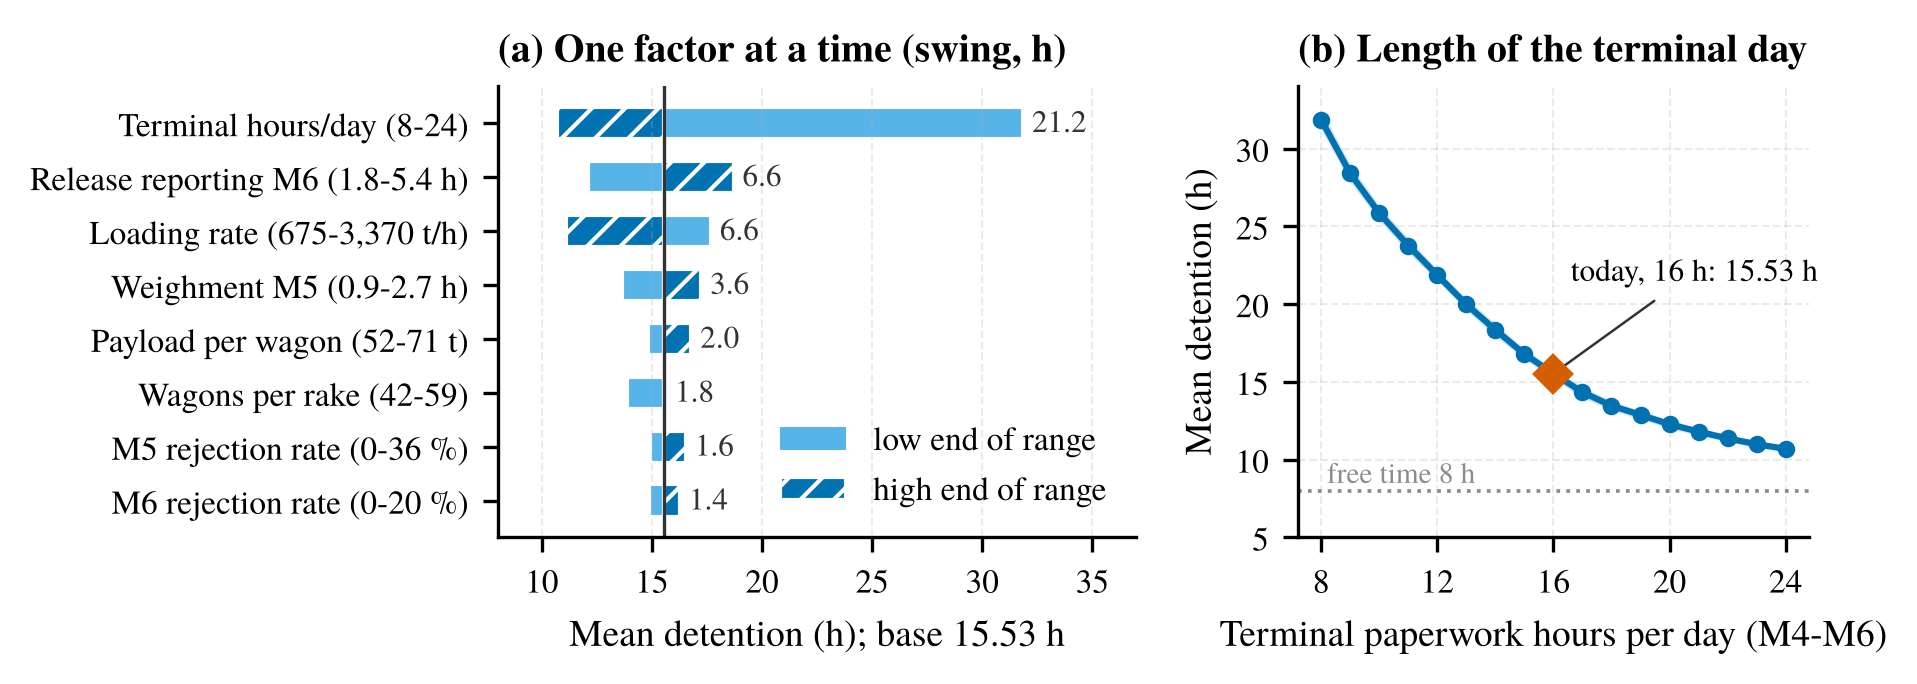 (a) One factor at a time (swing, h)
Terminal hours/day (8-24)
21.2
Release reporting M6 (1.8-5.4 h)
6.6
Loading rate (675-3,370 t/h)
6.6
Weighment M5 (0.9-2.7 h)
3.6
Payload per wagon (52-71 t)
2.0
Wagons per rake (42-59)
1.8
M5 rejection rate (0-36 %)
1.6
M6 rejection rate (0-20 %)
1.4
low end of range
high end of range
10 15 20 25 30 35
Mean detention (h); base 15.53 h
(b) Length of the terminal day
Mean detention (h)
30
25
20
15
10
5
today, 16 h: 15.53 h
free time 8 h
8 12 16 20 24
Terminal paperwork hours per day (M4-M6)